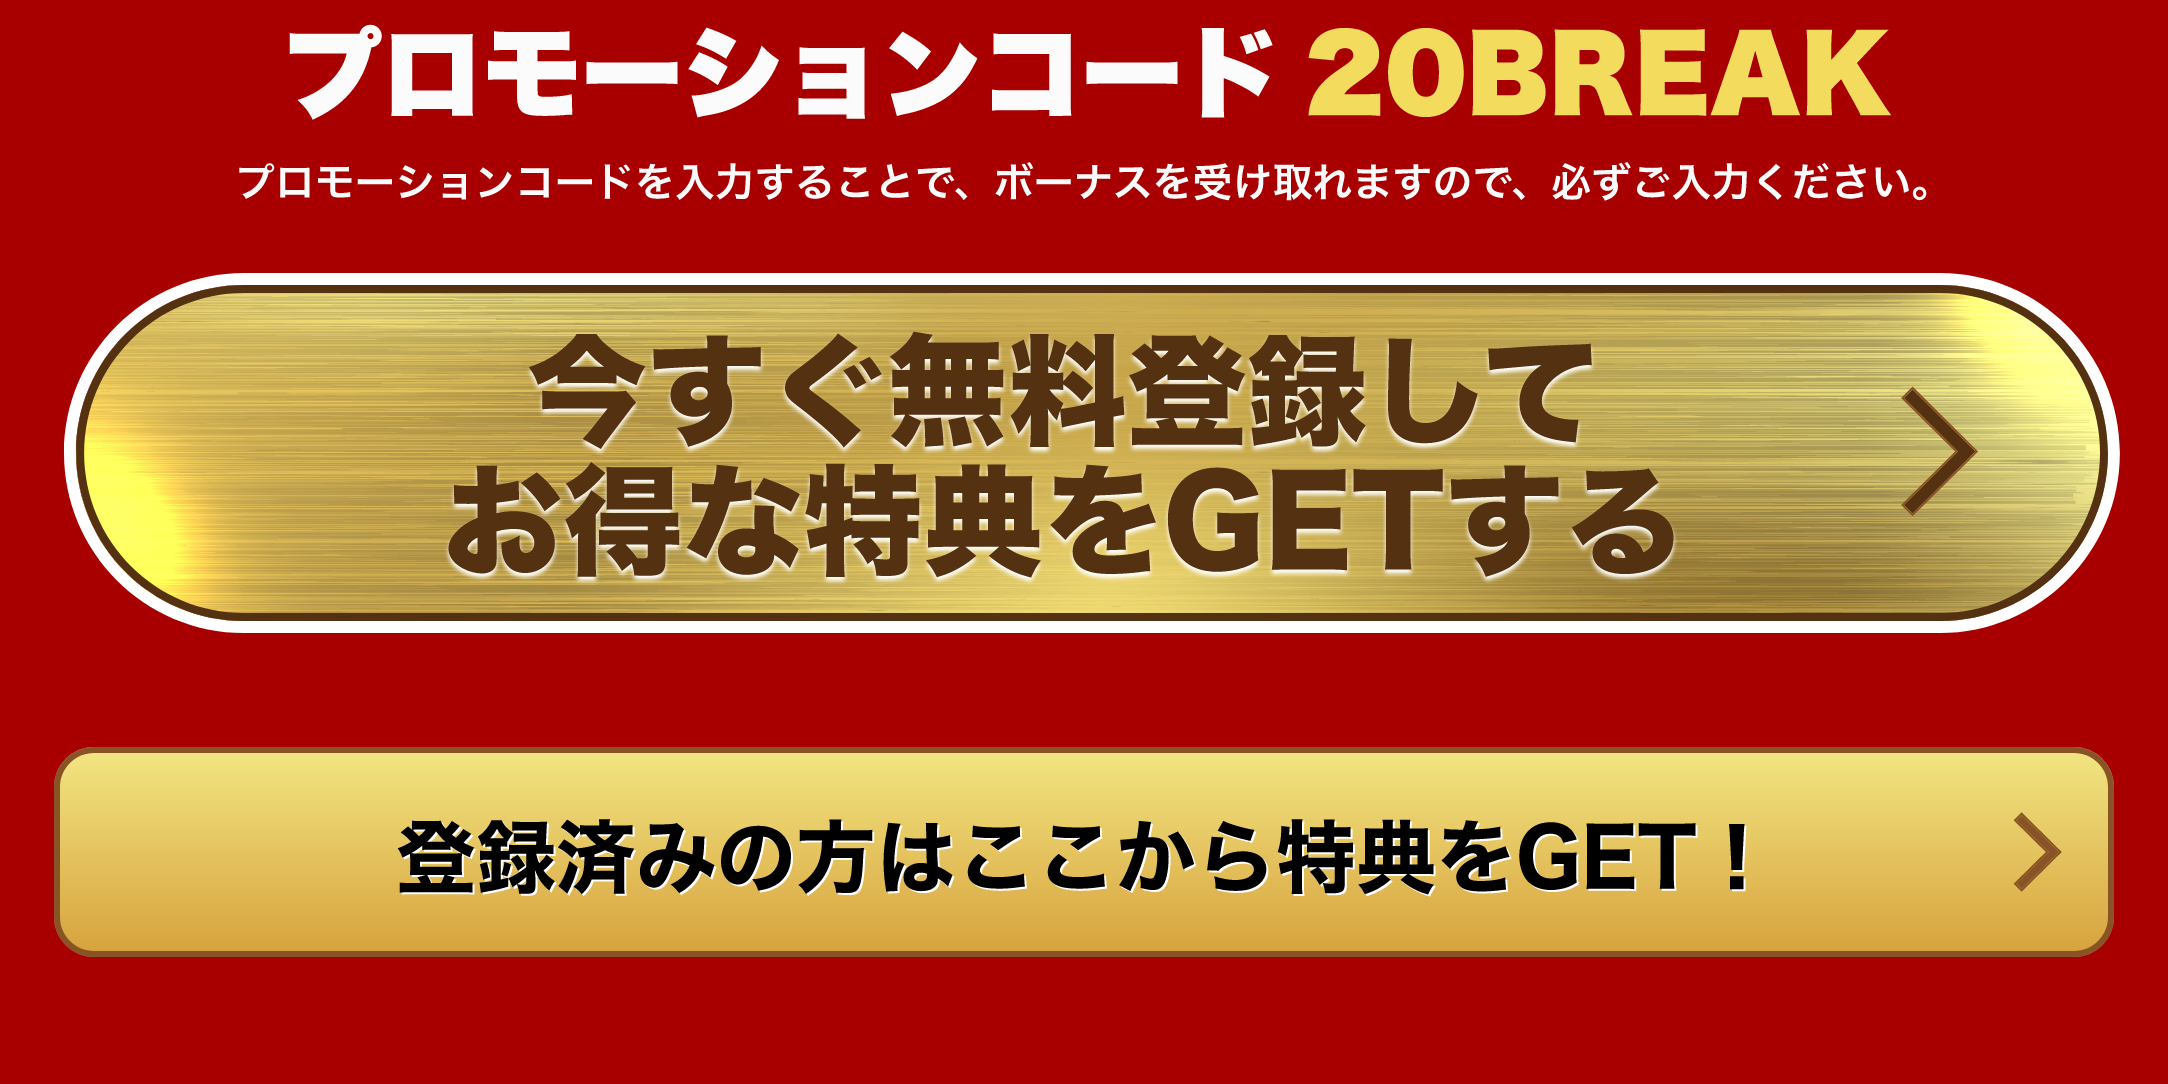 プロモーションコード 20BREAK
プロモーションコードを入力することで、ボーナスを受け取れますので、必ずご入力ください。
今すぐ無料登録して
お得な特典をGETする
登録済みの方はここから特典をGET！